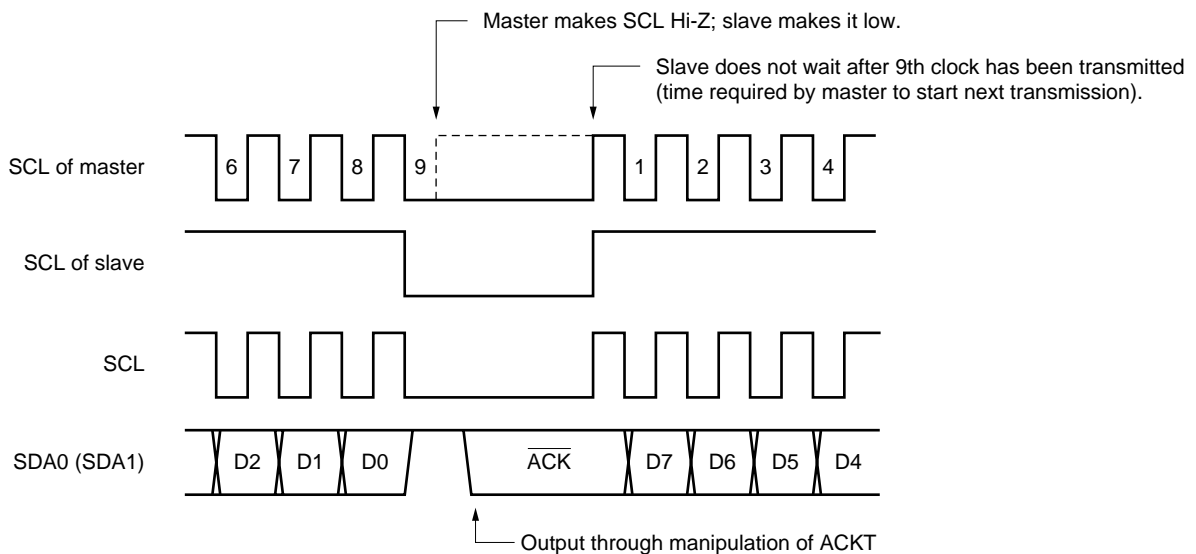 Master makes SCL Hi-Z; slave makes it low.
Slave does not wait after 9th clock has been transmitted
(time required by master to start next transmission).
SCL of master
6 7 8 9 1 2 3 4
SCL of slave
SCL
SDA0 (SDA1)
D2 D1 D0 ACK D7 D6 D5 D4
Output through manipulation of ACKT